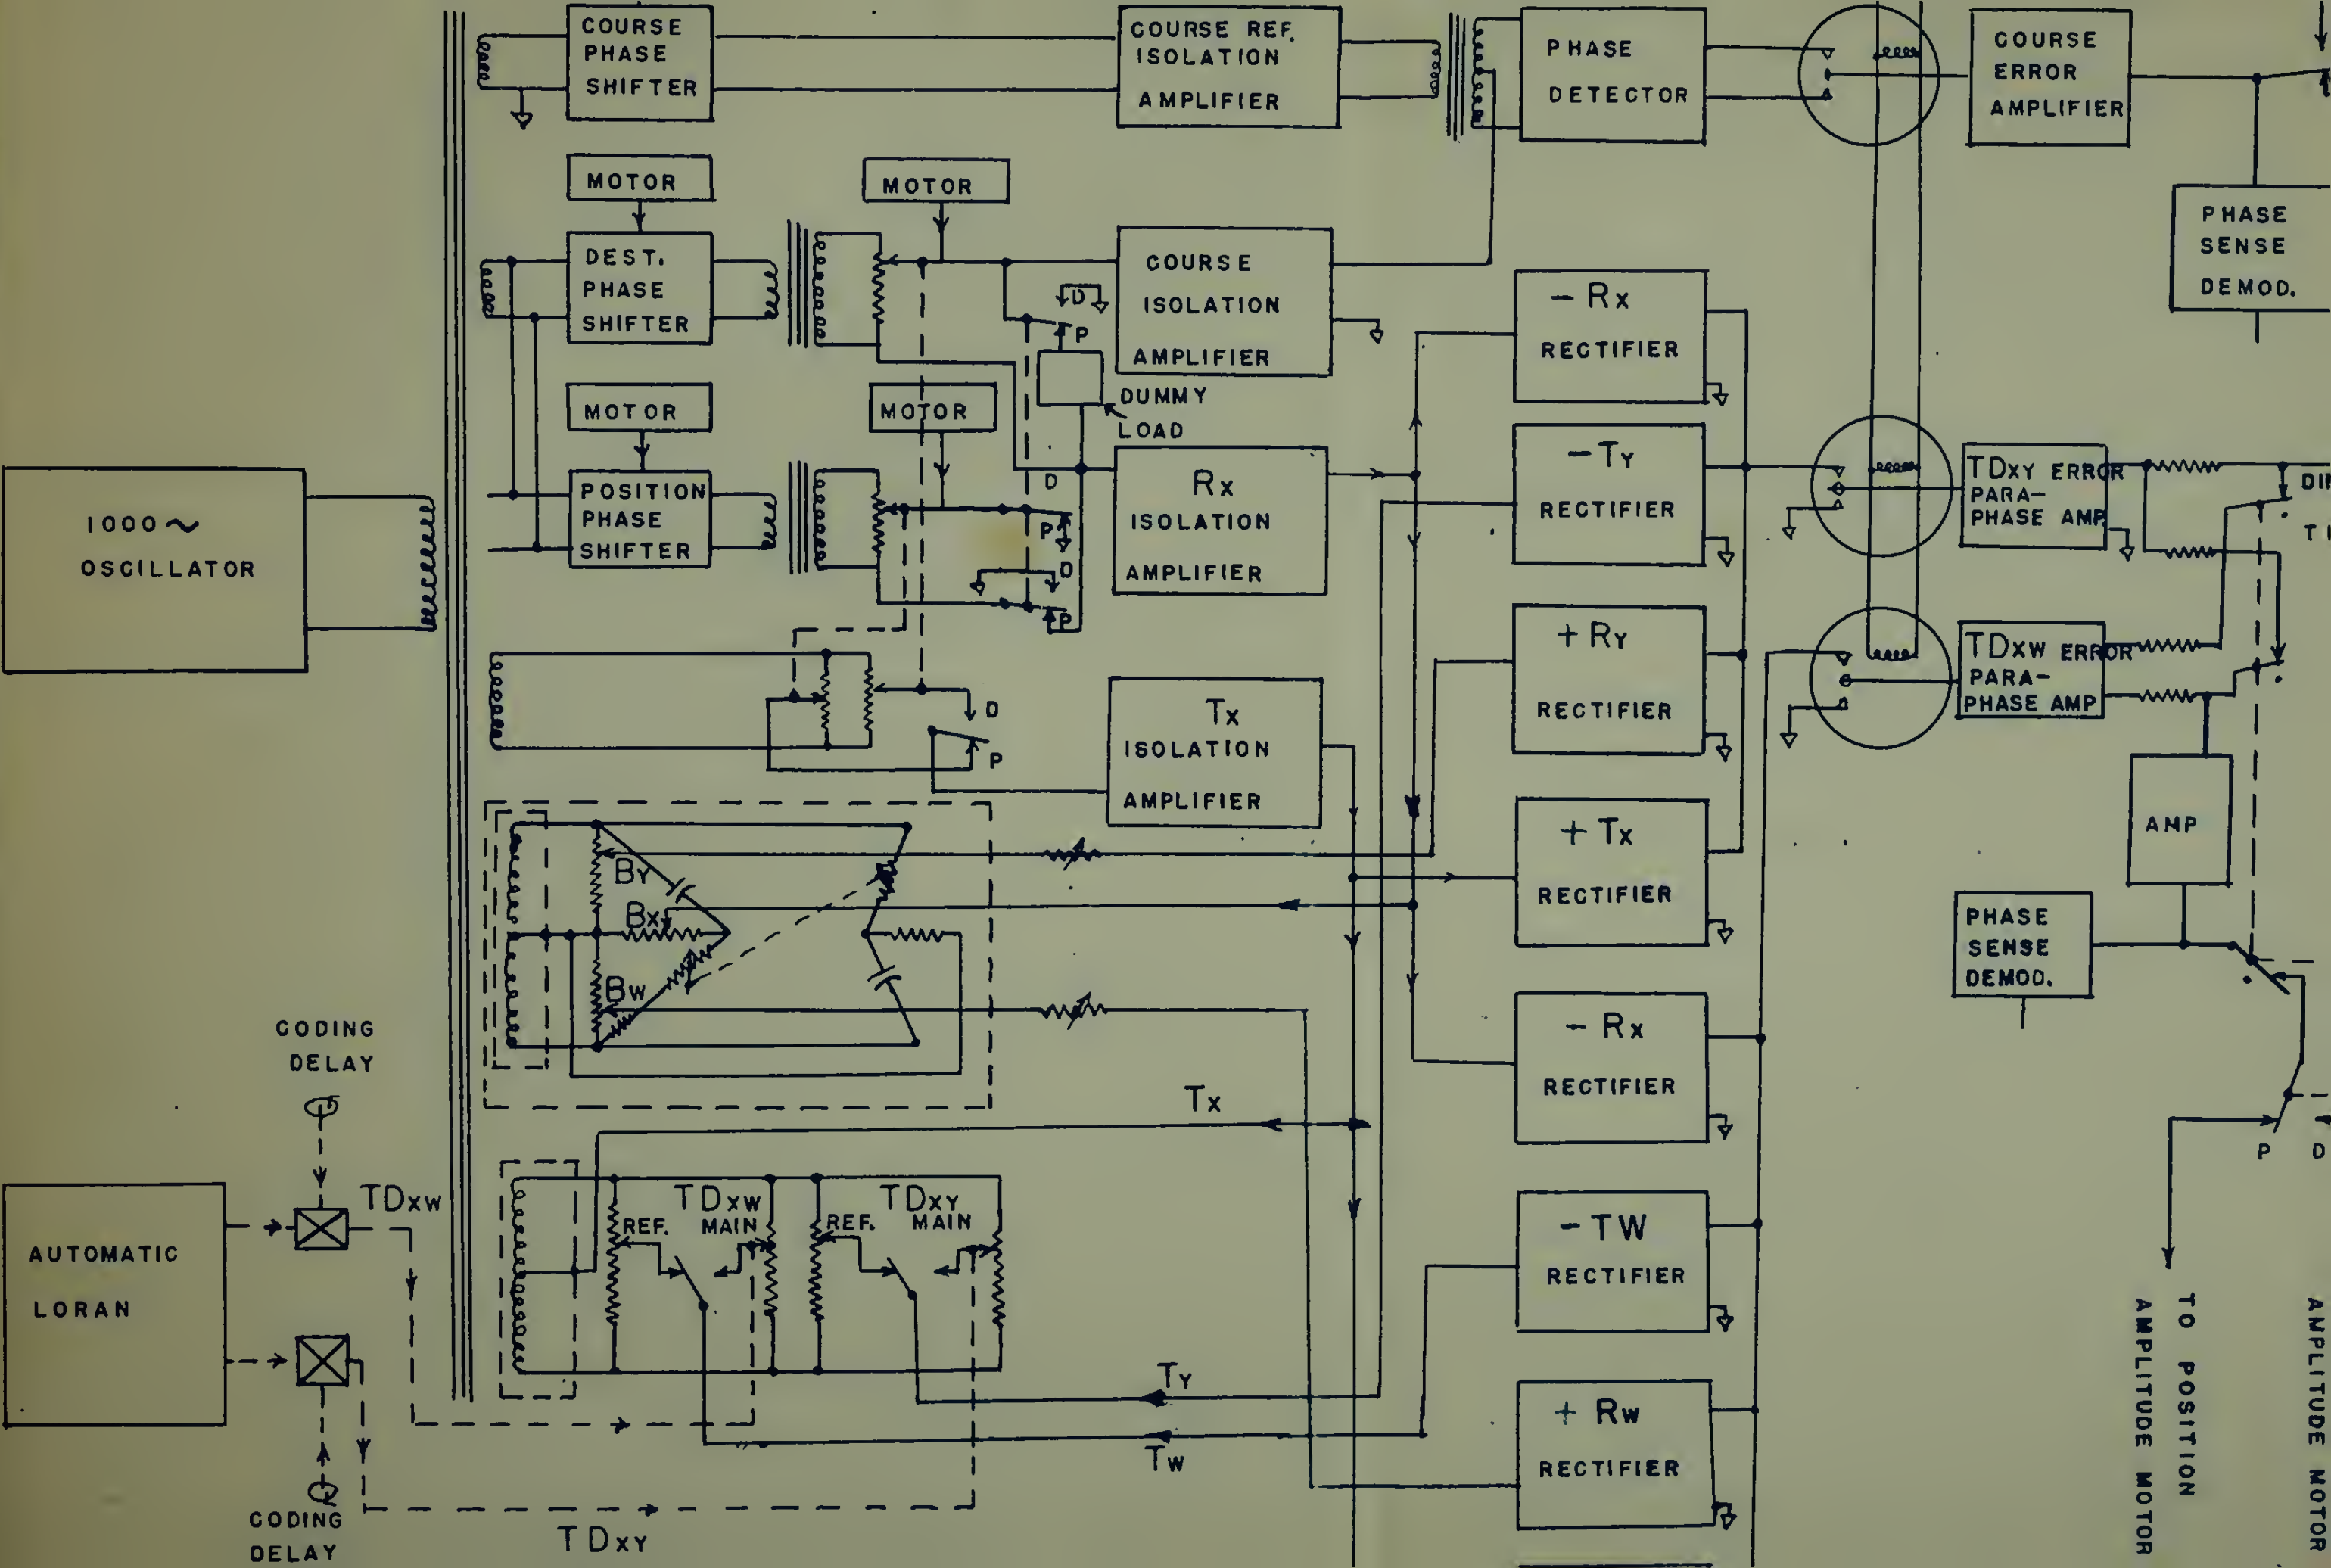 COURSE
PHASE
SHIFTER
COURSE REF.
ISOLATION
AMPLIFIER
PHASE
DETECTOR
COURSE
ERROR
AMPLIFIER
MOTOR
MOTOR
PHASE
SENSE
DEMOD.
DEST.
PHASE
SHIFTER
D
P
COURSE
ISOLATION
AMPLIFIER
- Rx
RECTIFIER
MOTOR
MOTOR
DUMMY
LOAD
1000 ~
OSCILLATOR
POSITION
PHASE
SHIFTER
D
P
D
P
Rx
ISOLATION
AMPLIFIER
- TY
RECTIFIER
TDXY ERROR
PARA-
PHASE AMP.
+ RY
RECTIFIER
TDXW ERROR
PARA-
PHASE AMP
D
P
Tx
ISOLATION
AMPLIFIER
AMP
+ Tx
RECTIFIER
BY
BX
BW
PHASE
SENSE
DEMOD.
- Rx
RECTIFIER
CODING
DELAY
Tx
P D
AUTOMATIC
LORAN
TDXW
REF.
TDXW
MAIN
REF.
TDXY
MAIN
- TW
RECTIFIER
TO POSITION
AMPLITUDE MOTOR
AMPLITUDE MOTOR
TY
TW
+ RW
RECTIFIER
CODING
DELAY
TDXY